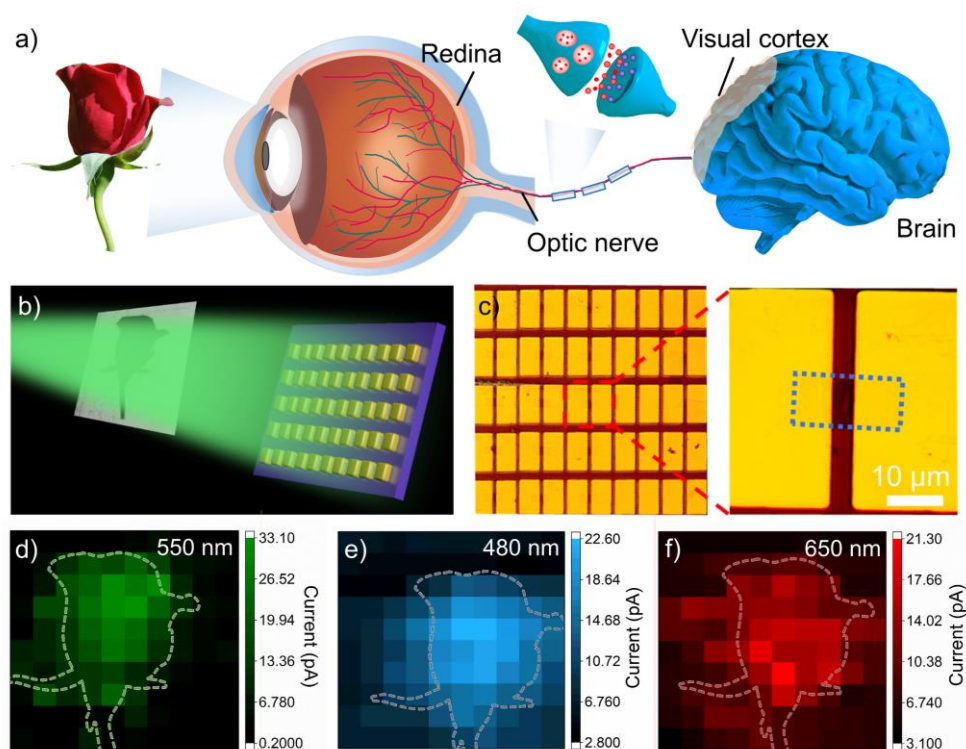 a)
Redina
Visual cortex
Optic nerve
Brain
b)
c)
10 μm
d)
550 nm
33.10
26.52
19.94
13.36
6.780
0.2000
Current (pA)
e)
480 nm
22.60
18.64
14.68
10.72
6.760
2.800
Current (pA)
f)
650 nm
21.30
17.66
14.02
10.38
6.740
3.100
Current (pA)